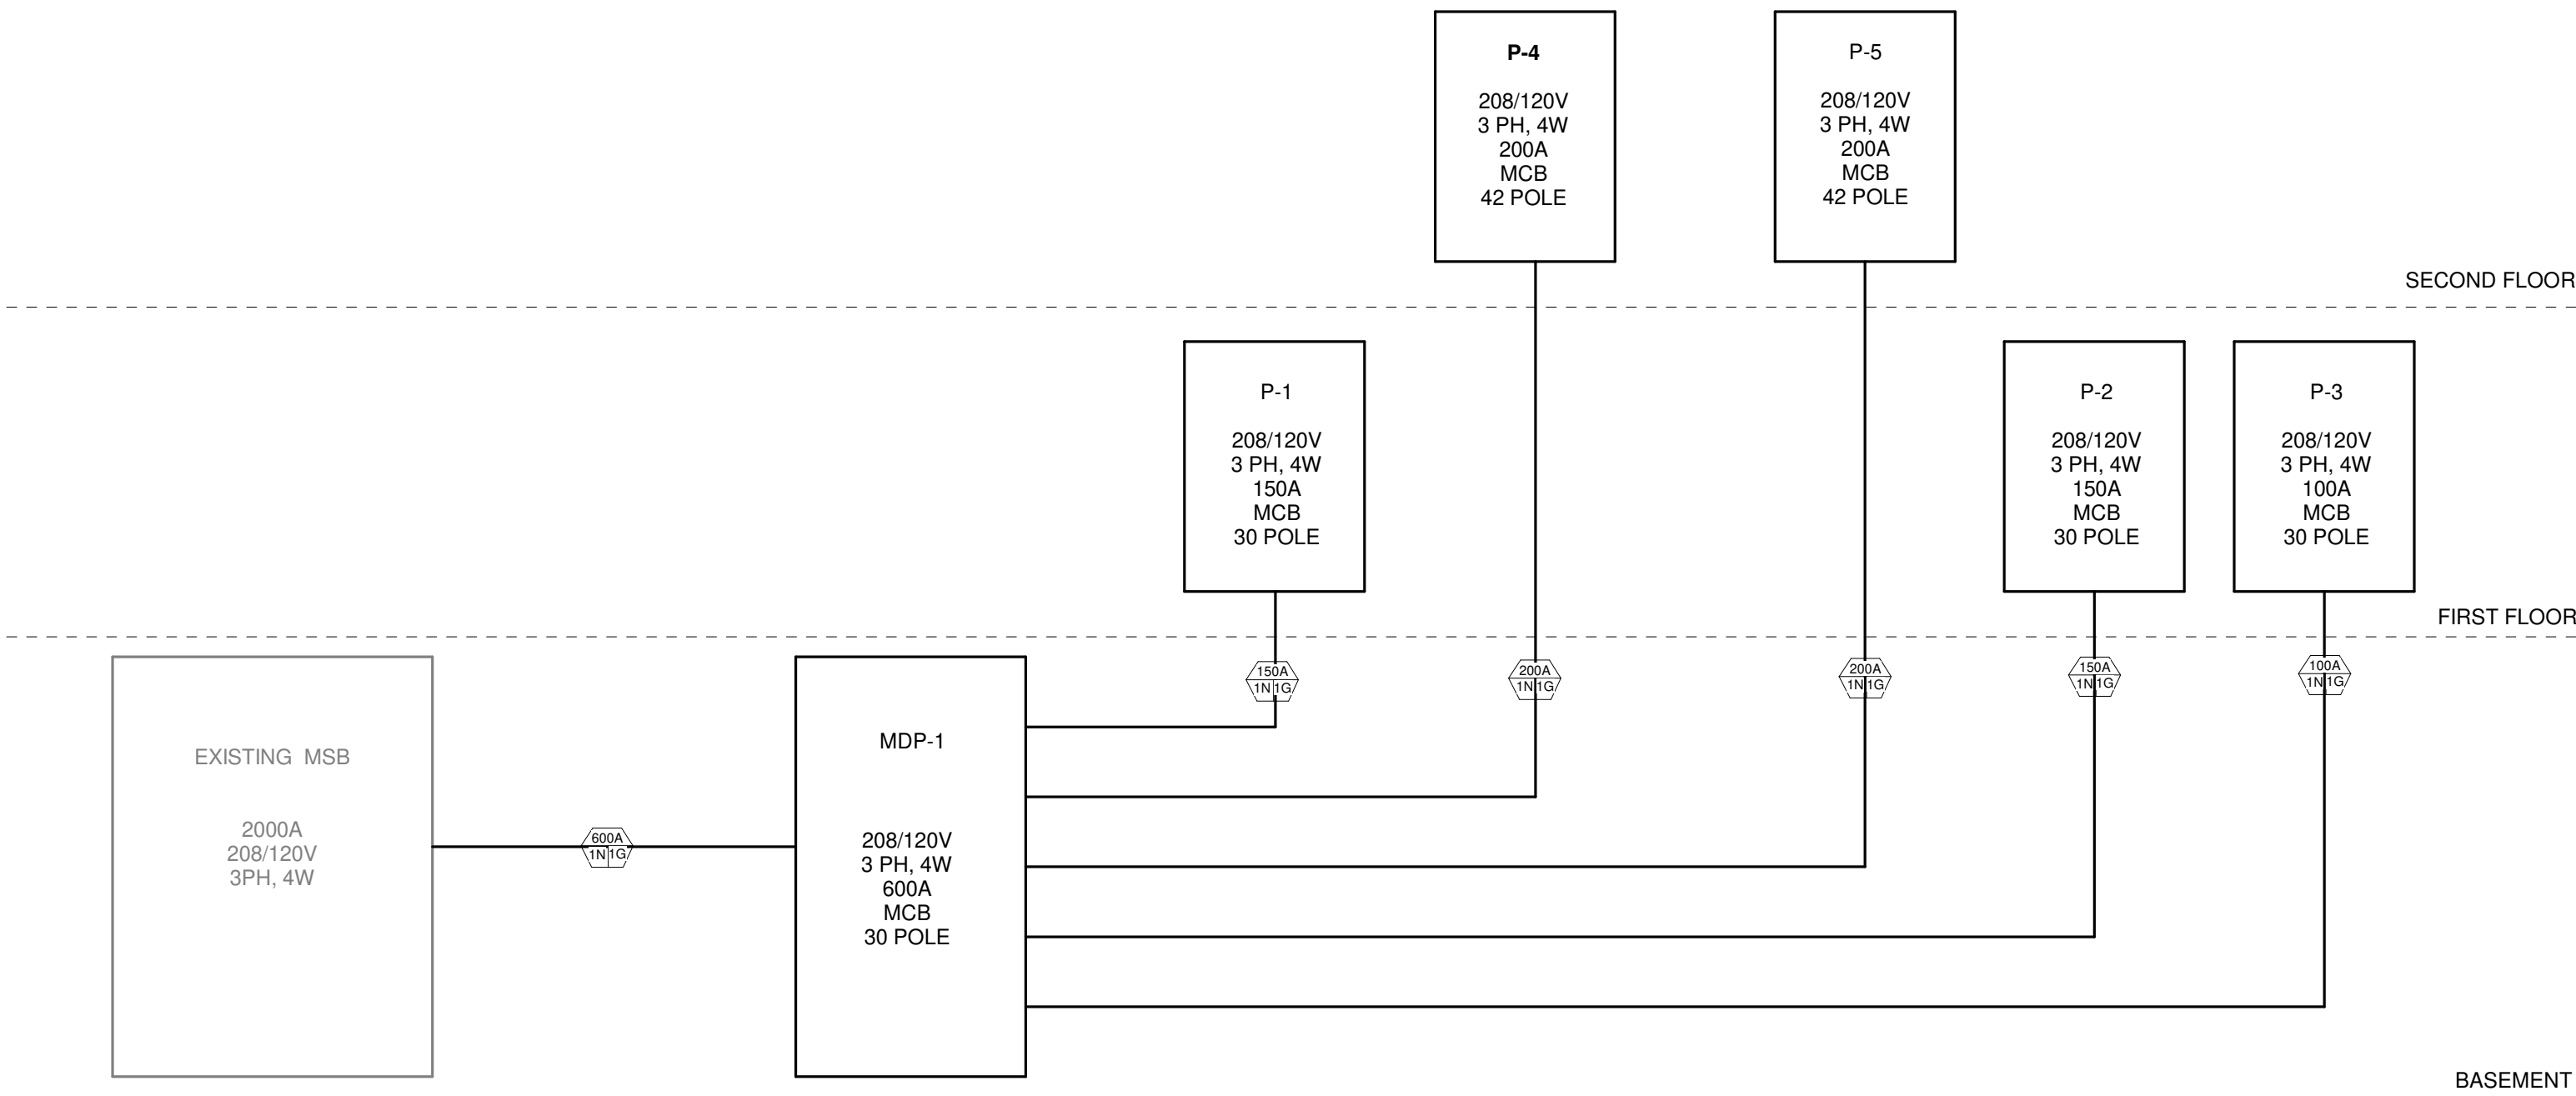 P-4
208/120V
3 PH, 4W
200A
MCB
42 POLE
P-5
208/120V
3 PH, 4W
200A
MCB
42 POLE
SECOND FLOOR
P-1
208/120V
3 PH, 4W
150A
MCB
30 POLE
P-2
208/120V
3 PH, 4W
150A
MCB
30 POLE
P-3
208/120V
3 PH, 4W
100A
MCB
30 POLE
FIRST FLOOR
150A
1N 1G
200A
1N 1G
200A
1N 1G
150A
1N 1G
100A
1N 1G
EXISTING MSB
2000A
208/120V
3PH, 4W
600A
1N 1G
MDP-1
208/120V
3 PH, 4W
600A
MCB
30 POLE
BASEMENT